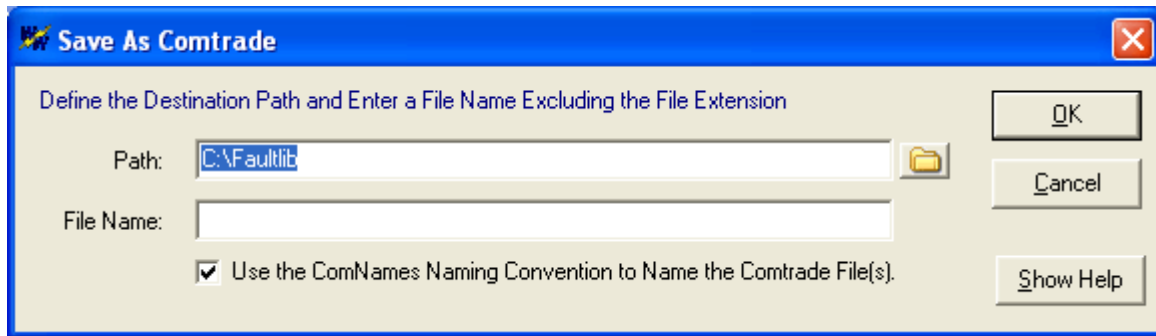 Save As Comtrade
Define the Destination Path and Enter a File Name Excluding the File Extension
OK
Path: C:\Faultlib
Cancel
File Name:
Use the ComNames Naming Convention to Name the Comtrade File(s).
Show Help